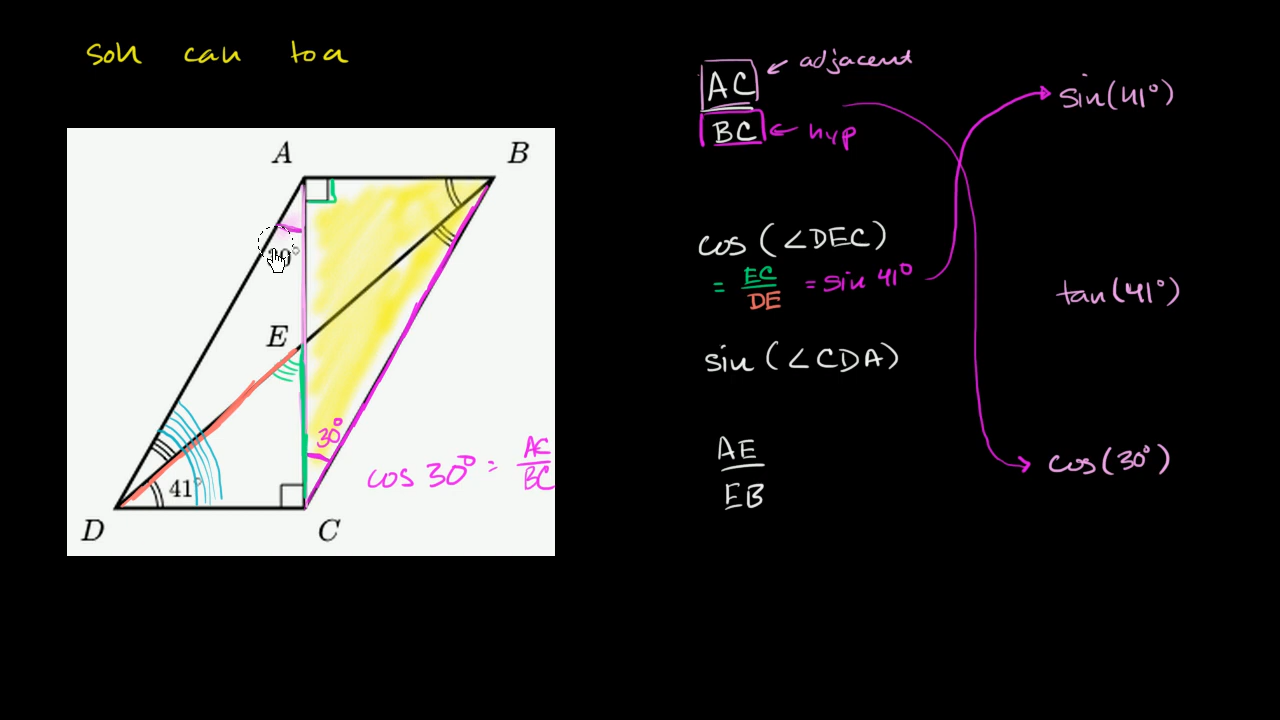 soh cah toa
A B
E
D C
41°
30°
cos 30° = AC
BC
AC ← adjacent
BC ← hyp
cos (∠DEC)
= EC
DE
= sin 41°
sin (∠CDA)
AE
EB
sin(41°)
tan(41°)
cos(30°)